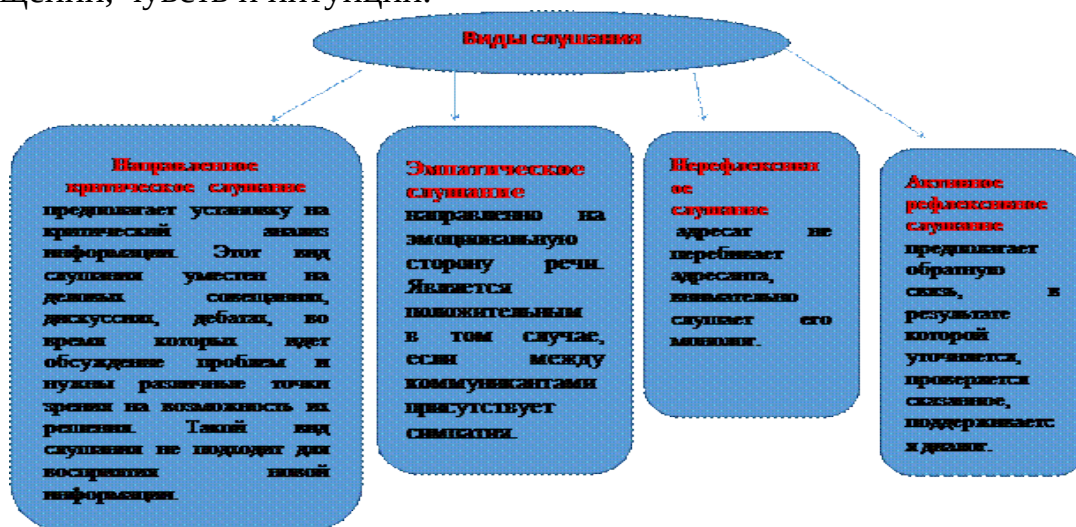 щении, чувств и интуиции.
Виды слушания
Направленное
критическое слушание
предполагает установку на
критический анализ
информации. Этот вид
слушания уместен на
деловых совещаниях,
дискуссиях, дебатах, во
время которых идет
обсуждение проблем и
нужны различные точки
зрения на возможность их
решения. Такой вид
слушания не подходит для
восприятия новой
информации.
Эмпатическое
слушание
направленно на
эмоциональную
сторону речи.
Является
положительным
в том случае,
если между
коммуникантами
присутствует
симпатия.
Нерефлексивн
ое
слушание
адресат не
перебивает
адресанта,
внимательно
слушает его
монолог.
Активное
рефлексивное
слушание
предполагает
обратную
связь, в
результате
которой
уточняется,
проверяется
сказанное,
поддерживаетс
я диалог.